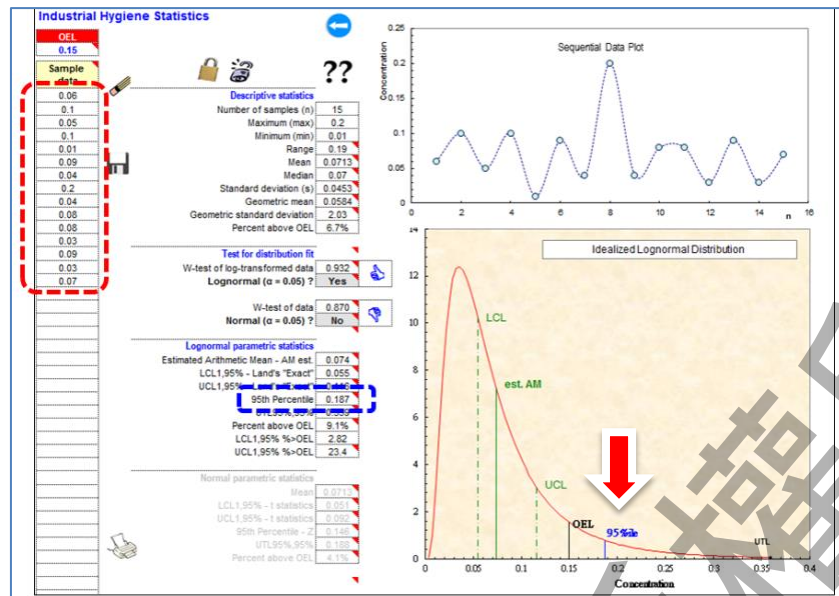 Industrial Hygiene Statistics
OEL
0.15
Sample
data
0.06
0.1
0.05
0.1
0.01
0.09
0.04
0.2
0.04
0.08
0.08
0.03
0.09
0.03
0.07
??
Descriptive statistics
Number of samples (n) 15
Maximum (max) 0.2
Minimum (min) 0.01
Range 0.19
Mean 0.0713
Median 0.07
Standard deviation (s) 0.0453
Geometric mean 0.0584
Geometric standard deviation 2.03
Percent above OEL 6.7%
Test for distribution fit
W-test of log-transformed data 0.932
Lognormal (α = 0.05) ? Yes
W-test of data 0.870
Normal (α = 0.05) ? No
Lognormal parametric statistics
Estimated Arithmetic Mean - AM est. 0.074
LCL1,95% - Land's "Exact" 0.055
UCL1,95% - Land's "Exact"
95th Percentile 0.187
UTL95%,95%
Percent above OEL 9.1%
LCL1,95% %>OEL 2.82
UCL1,95% %>OEL 23.4
Normal parametric statistics
Mean 0.0713
LCL1,95% - t statistics 0.051
UCL1,95% - t statistics 0.092
95th Percentile - Z 0.146
UTL95%,95% 0.188
Percent above OEL 4.1%
Sequential Data Plot
Concentration
0.25
0.2
0.15
0.1
0.05
0
0 2 4 6 8 10 12 14 16
n
Idealized Lognormal Distribution
14
12
10
8
6
4
2
0
LCL
est. AM
UCL
OEL
95%ile
UTL
0 0.05 0.1 0.15 0.2 0.25 0.3 0.35 0.4
Concentration